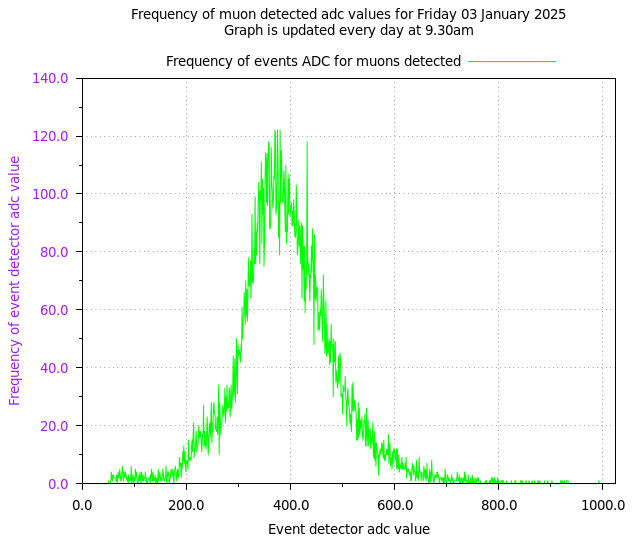 Frequency of muon detected adc values for Friday 03 January 2025
Graph is updated every day at 9.30am
Frequency of events ADC for muons detected
140.0
120.0
100.0
80.0
60.0
40.0
20.0
0.0
Frequency of event detector adc value
0.0 200.0 400.0 600.0 800.0 1000.0
Event detector adc value